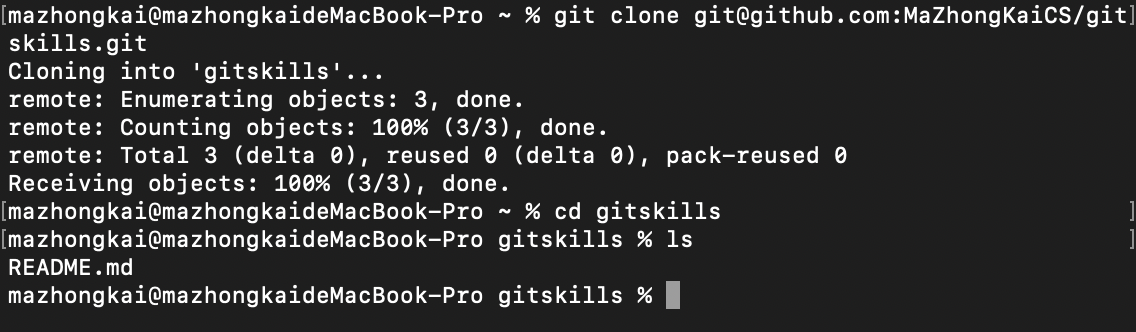 [mazhongkai@mazhongkaideMacBook-Pro ~ % git clone git@github.com:MaZhongKaiCS/git]
skills.git
Cloning into 'gitskills'...
remote: Enumerating objects: 3, done.
remote: Counting objects: 100% (3/3), done.
remote: Total 3 (delta 0), reused 0 (delta 0), pack-reused 0
Receiving objects: 100% (3/3), done.
[mazhongkai@mazhongkaideMacBook-Pro ~ % cd gitskills ]
[mazhongkai@mazhongkaideMacBook-Pro gitskills % ls ]
README.md
mazhongkai@mazhongkaideMacBook-Pro gitskills %